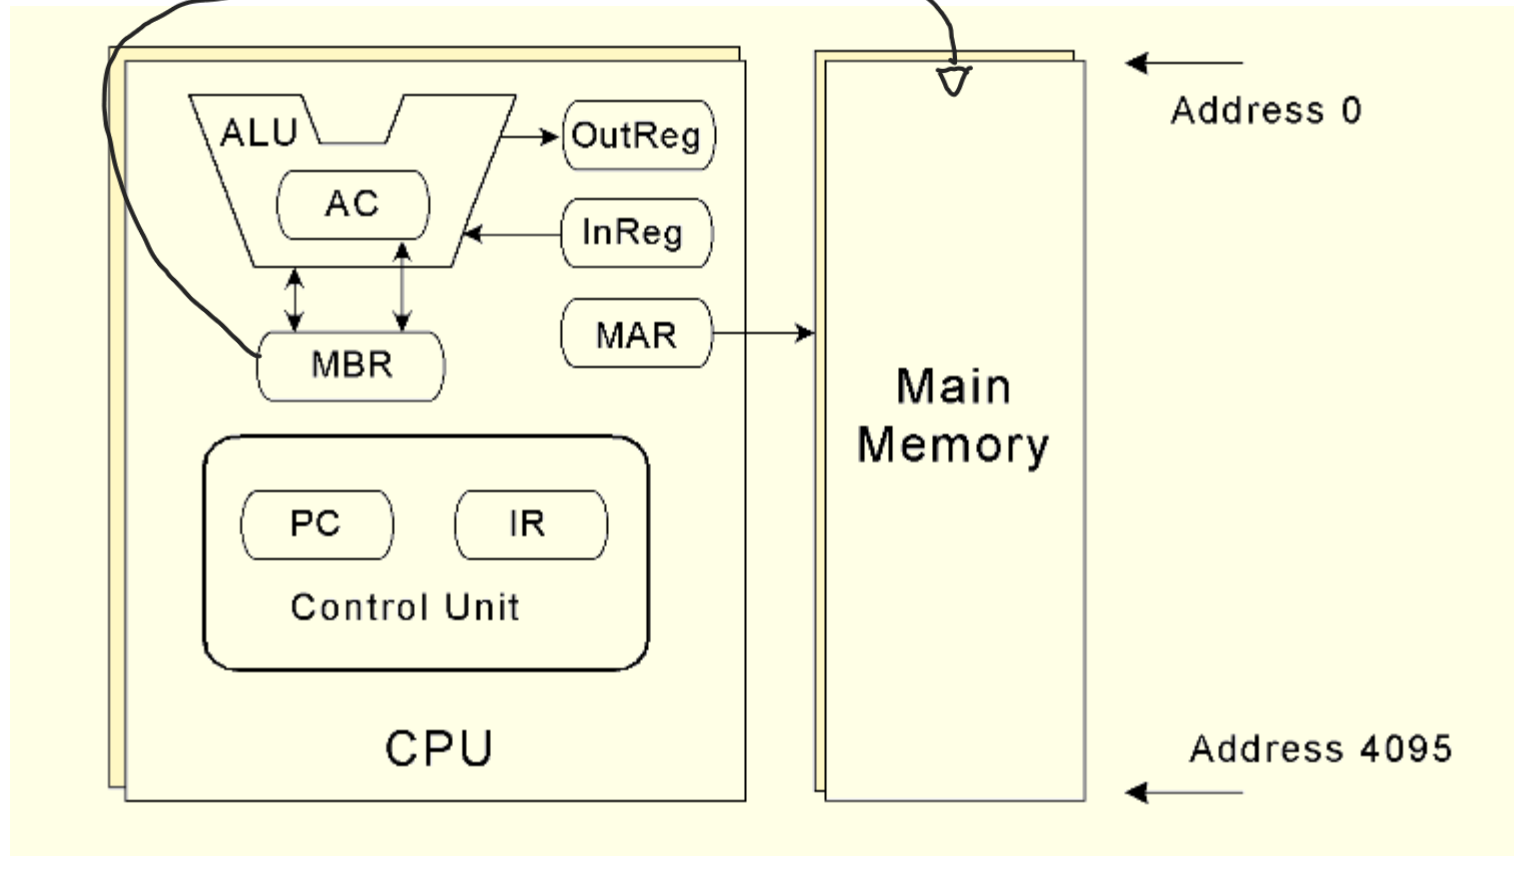 ALU
OutReg
AC
InReg
MBR
MAR
PC
IR
Control Unit
CPU
Main
Memory
Address 0
Address 4095